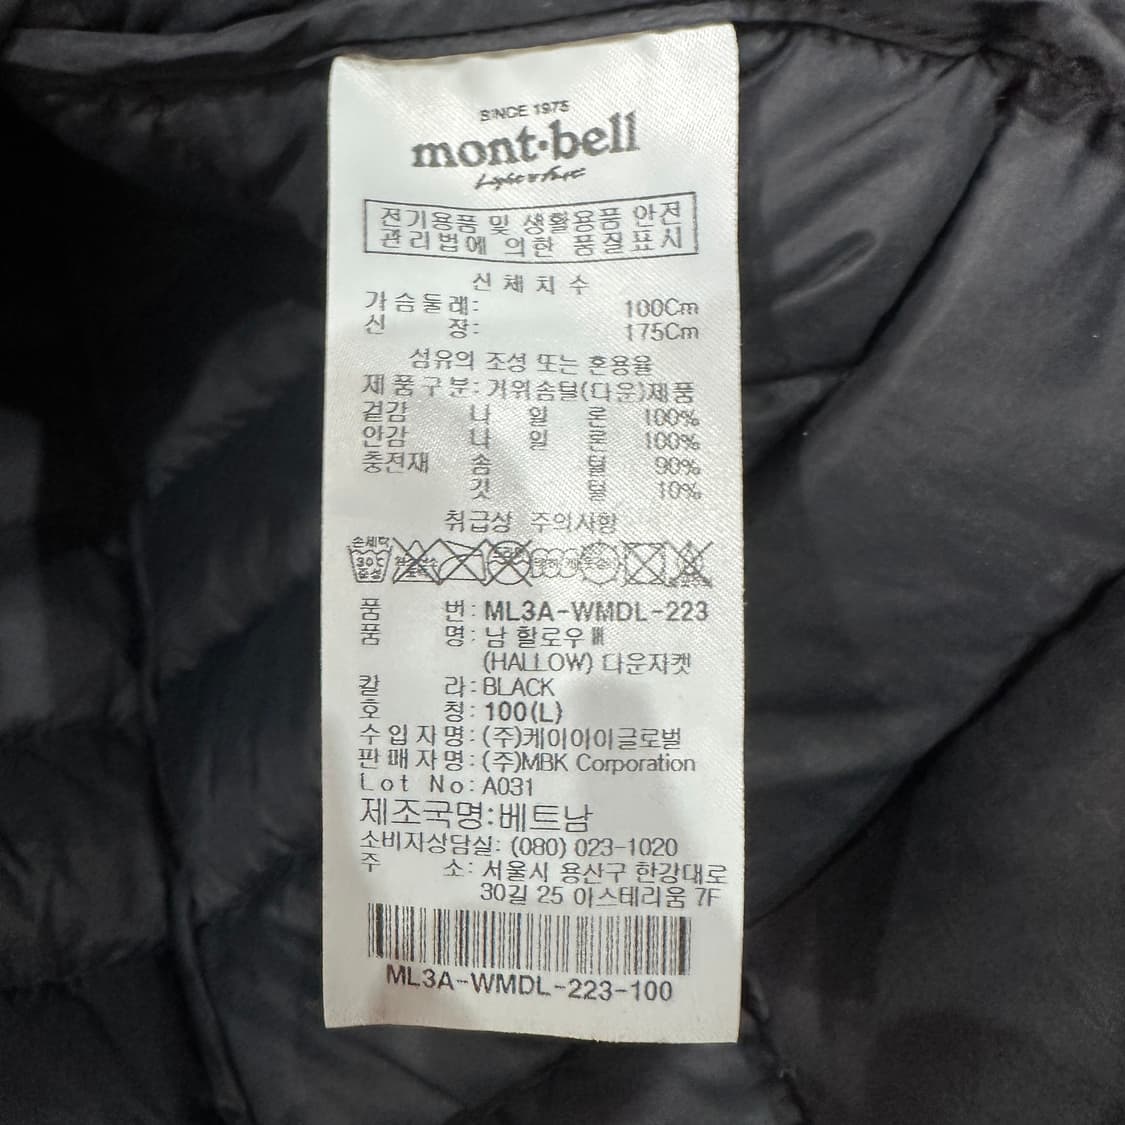 SINCE 1975
mont·bell
Light & Fast
전기용품 및 생활용품 안전
관리법에 의한 품질표시
신체치수
가슴둘레: 100Cm
신 장: 175Cm
섬유의 조성 또는 혼용율
제품구분: 거위솜털(다운)제품
겉감 나 일 론 100%
안감 나 일 론 100%
충전재 솜 털 90%
깃 털 10%
취급상 주의사항
손세탁
30℃
중성
품 번: ML3A-WMDL-223
품 명: 남 할로우 Ⅲ
(HALLOW) 다운자켓
칼 라: BLACK
호 칭: 100(L)
수입자명: (주)케이아이글로벌
판매자명: (주)MBK Corporation
Lot No: A031
제조국명:베트남
소비자상담실: (080) 023-1020
주 소: 서울시 용산구 한강대로
30길 25 아스테리움 7F
ML3A-WMDL-223-100